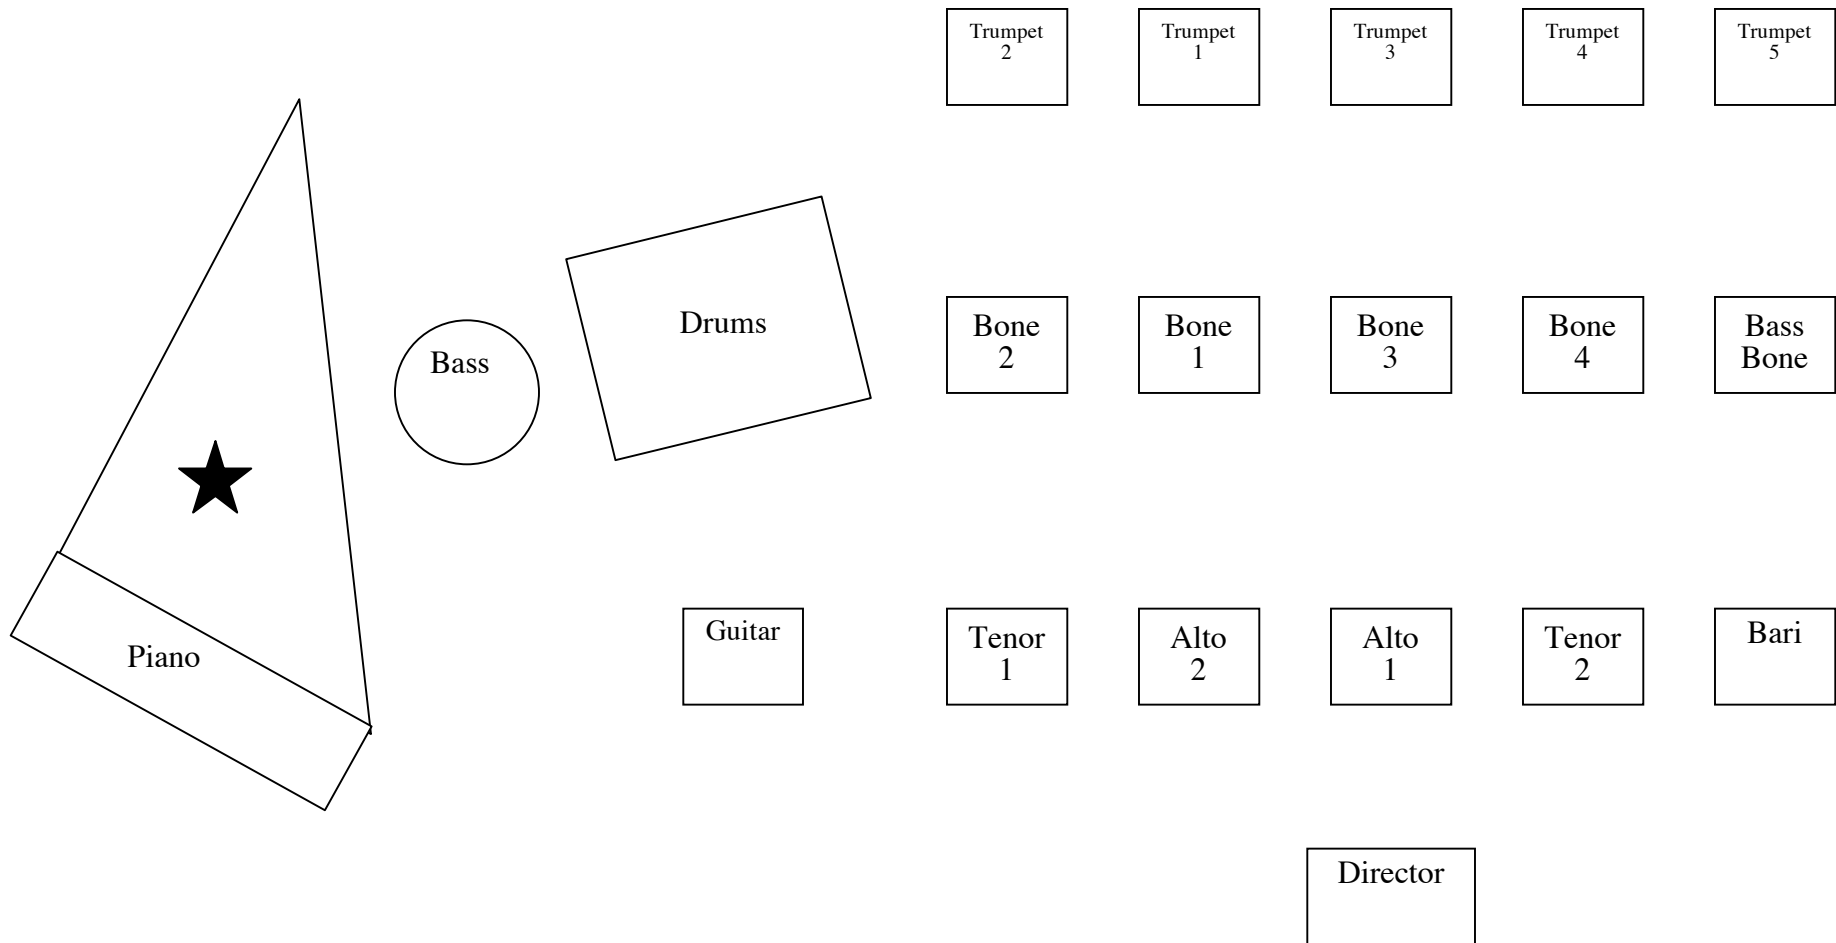 Trumpet
2
Trumpet
1
Trumpet
3
Trumpet
4
Trumpet
5
Drums
Bass
Bone
2
Bone
1
Bone
3
Bone
4
Bass
Bone
Piano
Guitar
Tenor
1
Alto
2
Alto
1
Tenor
2
Bari
Director